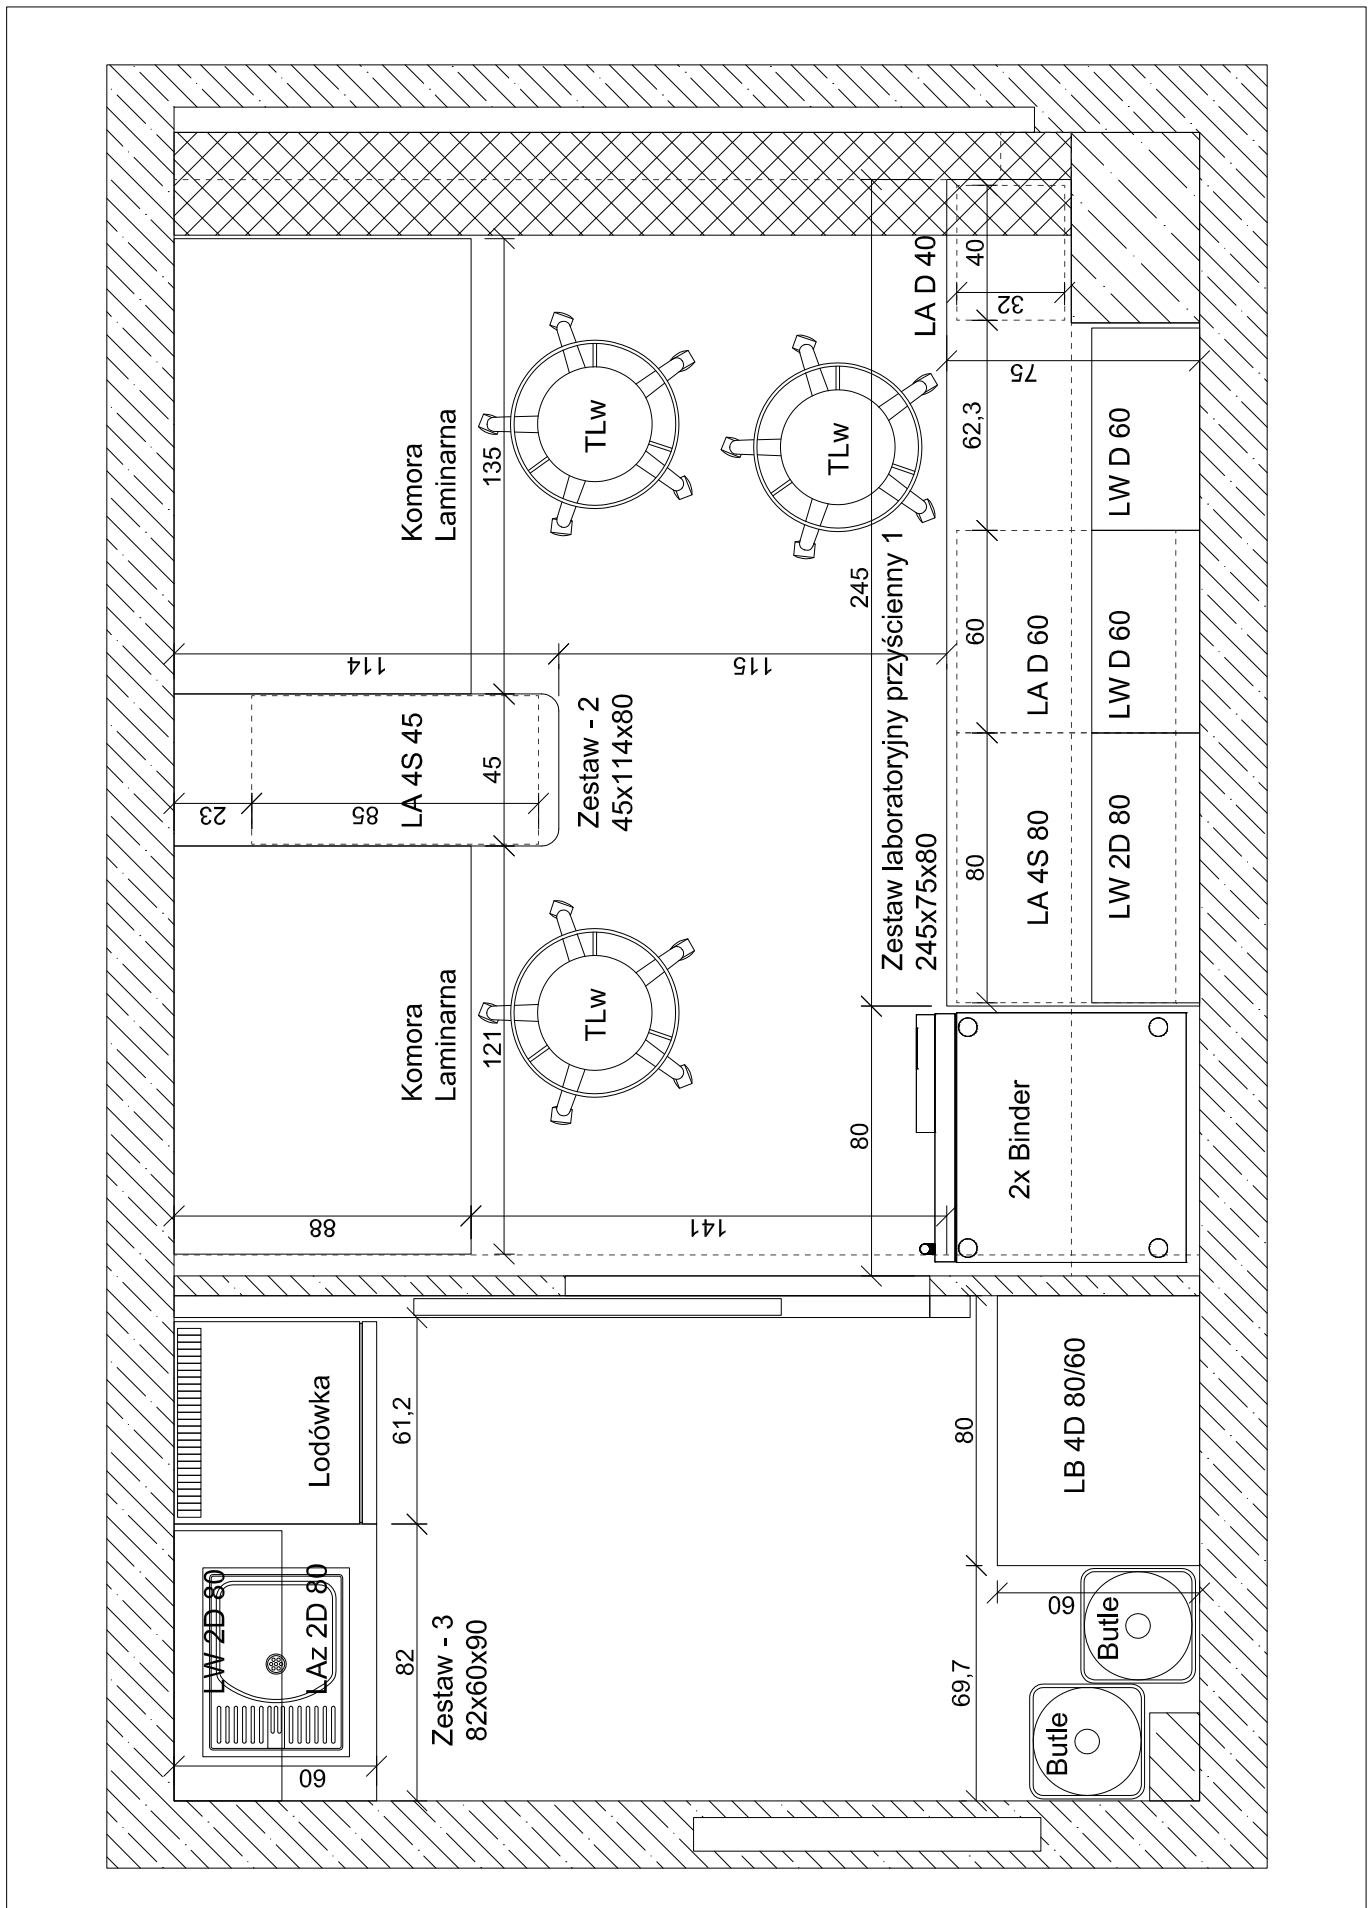 LA D 40
40
32
75
62,3
LW D 60
TLw
TLw
135
Komora
Laminarna
245
114
115
60
LA D 60
LW D 60
Zestaw laboratoryjny przyścienny 1
245x75x80
Zestaw - 2
45x114x80
LA 4S 45
45
23
85
80
LA 4S 80
LW 2D 80
Komora
Laminarna
121
TLw
80
2x Binder
88
141
Lodówka
61,2
80
LB 4D 80/60
LW 2D 80
LAz 2D 80
82
60
Zestaw - 3
82x60x90
69,7
60
Butle
Butle